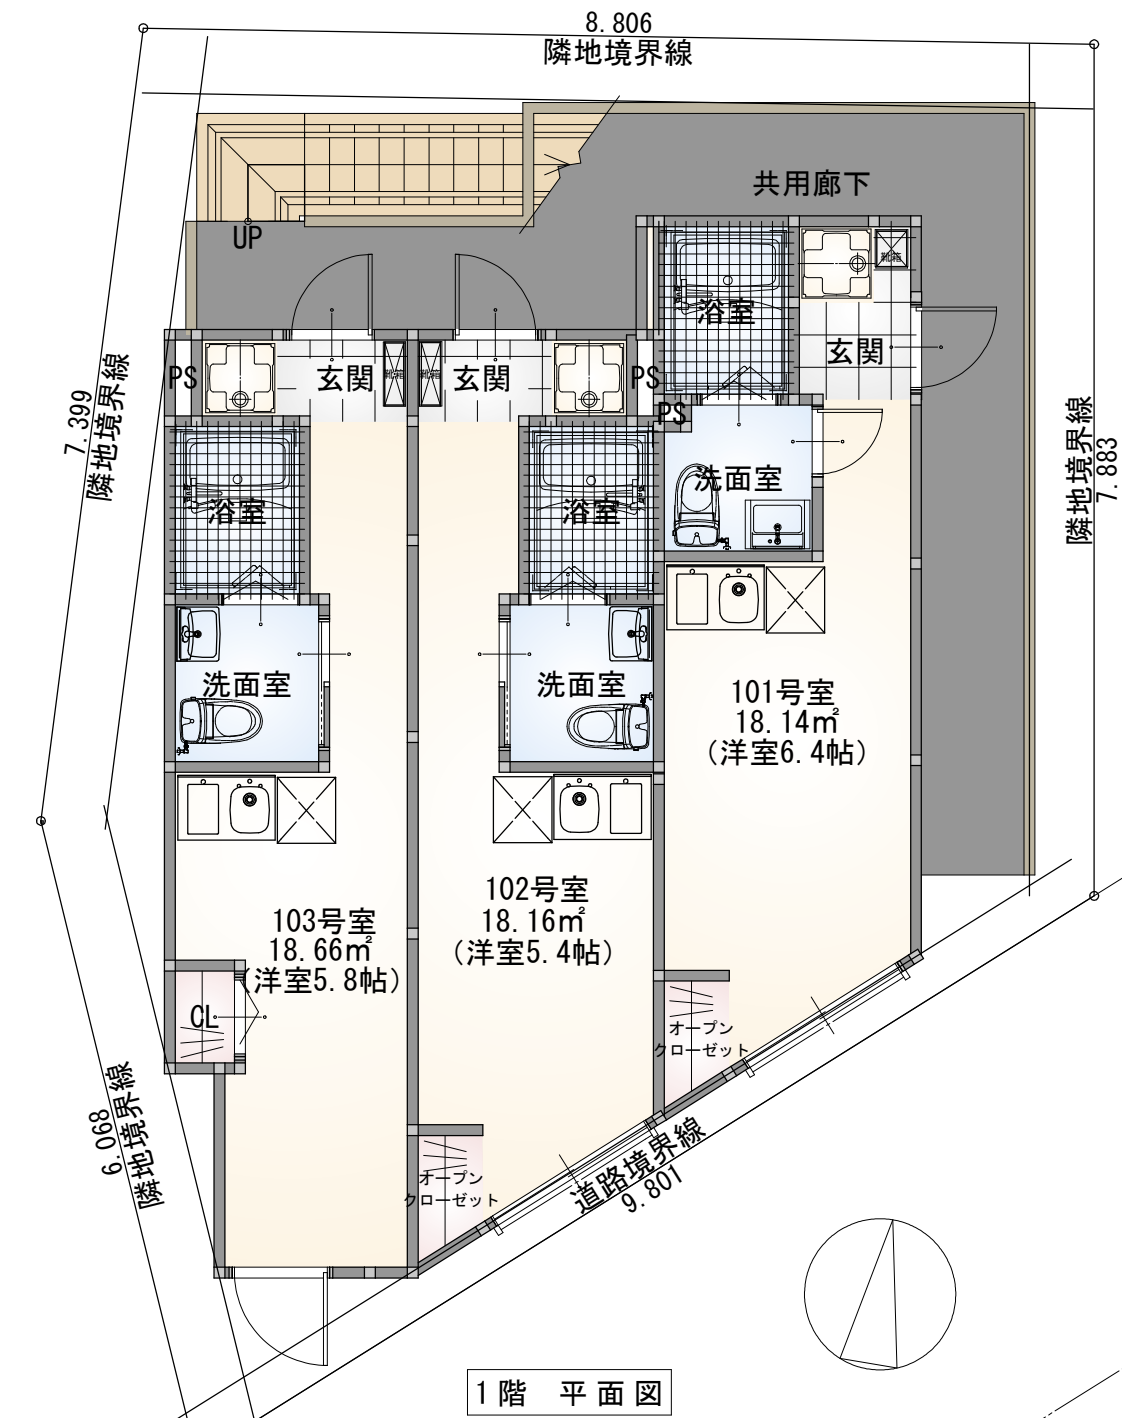 8.806
隣地境界線
共用廊下
UP
浴室
靴箱
玄関
7.399
隣地境界線
PS
玄関
靴箱
靴箱
玄関
PS
PS
隣地境界線
7.883
洗面室
浴室
浴室
洗面室
洗面室
101号室
18.14㎡
(洋室6.4帖)
102号室
18.16㎡
(洋室5.4帖)
103号室
18.66㎡
(洋室5.8帖)
CL
オープン
クローゼット
6.068
隣地境界線
オープン
クローゼット
道路境界線
9.801
1階 平面図